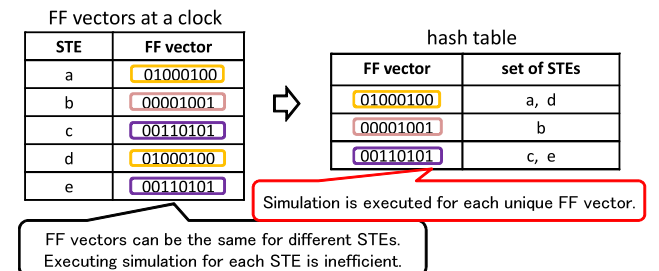 FF vectors at a clock
STE FF vector
a 01000100
b 00001001
c 00110101
d 01000100
e 00110101
hash table
FF vector set of STEs
01000100 a, d
00001001 b
00110101 c, e
Simulation is executed for each unique FF vector.
FF vectors can be the same for different STEs.
Executing simulation for each STE is inefficient.